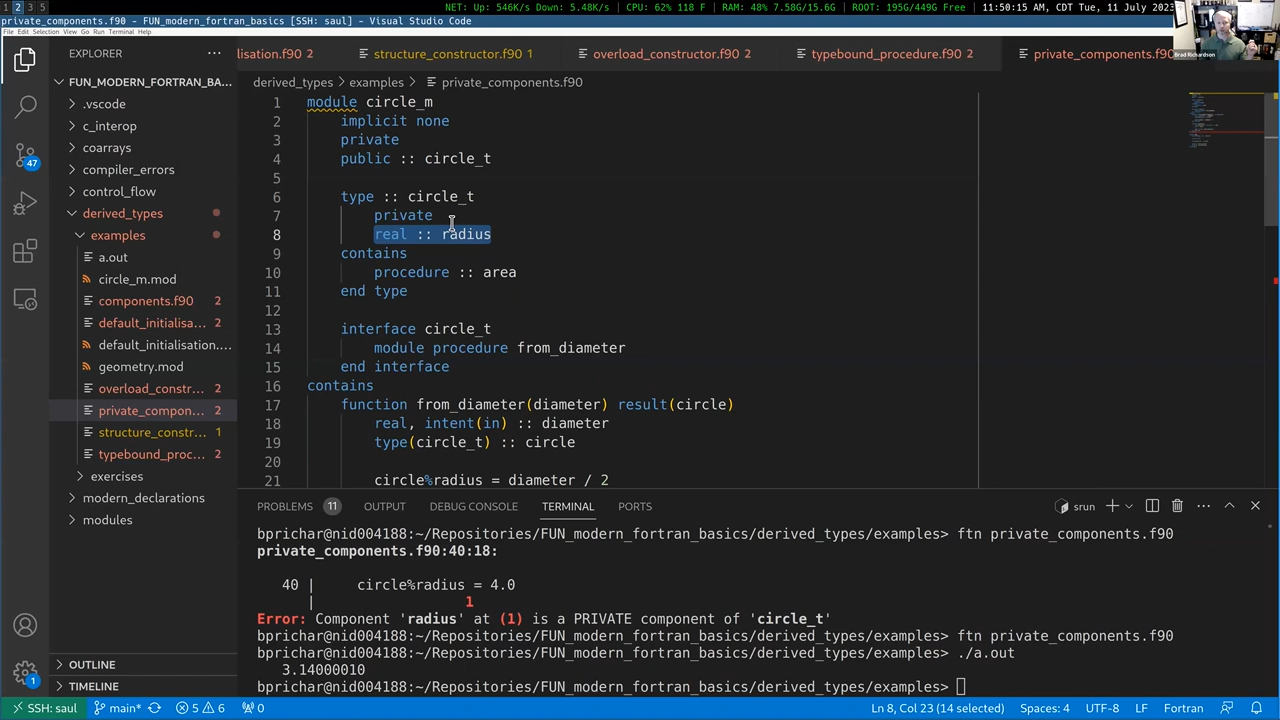 1 2 3 5 NET: Up: 546K/s Down: 5.48K/s | CPU: 62% 118 F | RAM: 48% 7.58G/15.6G | ROOT: 195G/449G Free | 11:50:15 AM, CDT Tue, 11 July 2023
private_components.f90 - FUN_modern_fortran_basics [SSH: saul] - Visual Studio Code
File Edit Selection View Go Run Terminal Help
Brad Richardson
EXPLORER ···
lisation.f90 2 structure_constructor.f90 1 overload_constructor.f90 2 typebound_procedure.f90 2 private_components.f90
FUN_MODERN_FORTRAN_BA...
derived_types > examples > private_components.f90
.vscode
c_interop
coarrays
compiler_errors
control_flow
derived_types
examples
a.out
circle_m.mod
components.f90 2
default_initialisa... 2
default_initialisation....
geometry.mod
overload_constr... 2
private_compon... 2
structure_constr... 1
typebound_proc... 2
exercises
modern_declarations
modules
OUTLINE
TIMELINE
47
1
1 module circle_m
2 implicit none
3 private
4 public :: circle_t
5
6 type :: circle_t
7 private
8 real :: radius
9 contains
10 procedure :: area
11 end type
12
13 interface circle_t
14 module procedure from_diameter
15 end interface
16 contains
17 function from_diameter(diameter) result(circle)
18 real, intent(in) :: diameter
19 type(circle_t) :: circle
20
21 circle%radius = diameter / 2
PROBLEMS 11 OUTPUT DEBUG CONSOLE TERMINAL PORTS srun
bprichar@nid004188:~/Repositories/FUN_modern_fortran_basics/derived_types/examples> ftn private_components.f90
private_components.f90:40:18:
40 | circle%radius = 4.0
| 1
Error: Component 'radius' at (1) is a PRIVATE component of 'circle_t'
bprichar@nid004188:~/Repositories/FUN_modern_fortran_basics/derived_types/examples> ftn private_components.f90
bprichar@nid004188:~/Repositories/FUN_modern_fortran_basics/derived_types/examples> ./a.out
3.14000010
bprichar@nid004188:~/Repositories/FUN_modern_fortran_basics/derived_types/examples>
SSH: saul main* 5 6 0 Ln 8, Col 23 (14 selected) Spaces: 4 UTF-8 LF Fortran